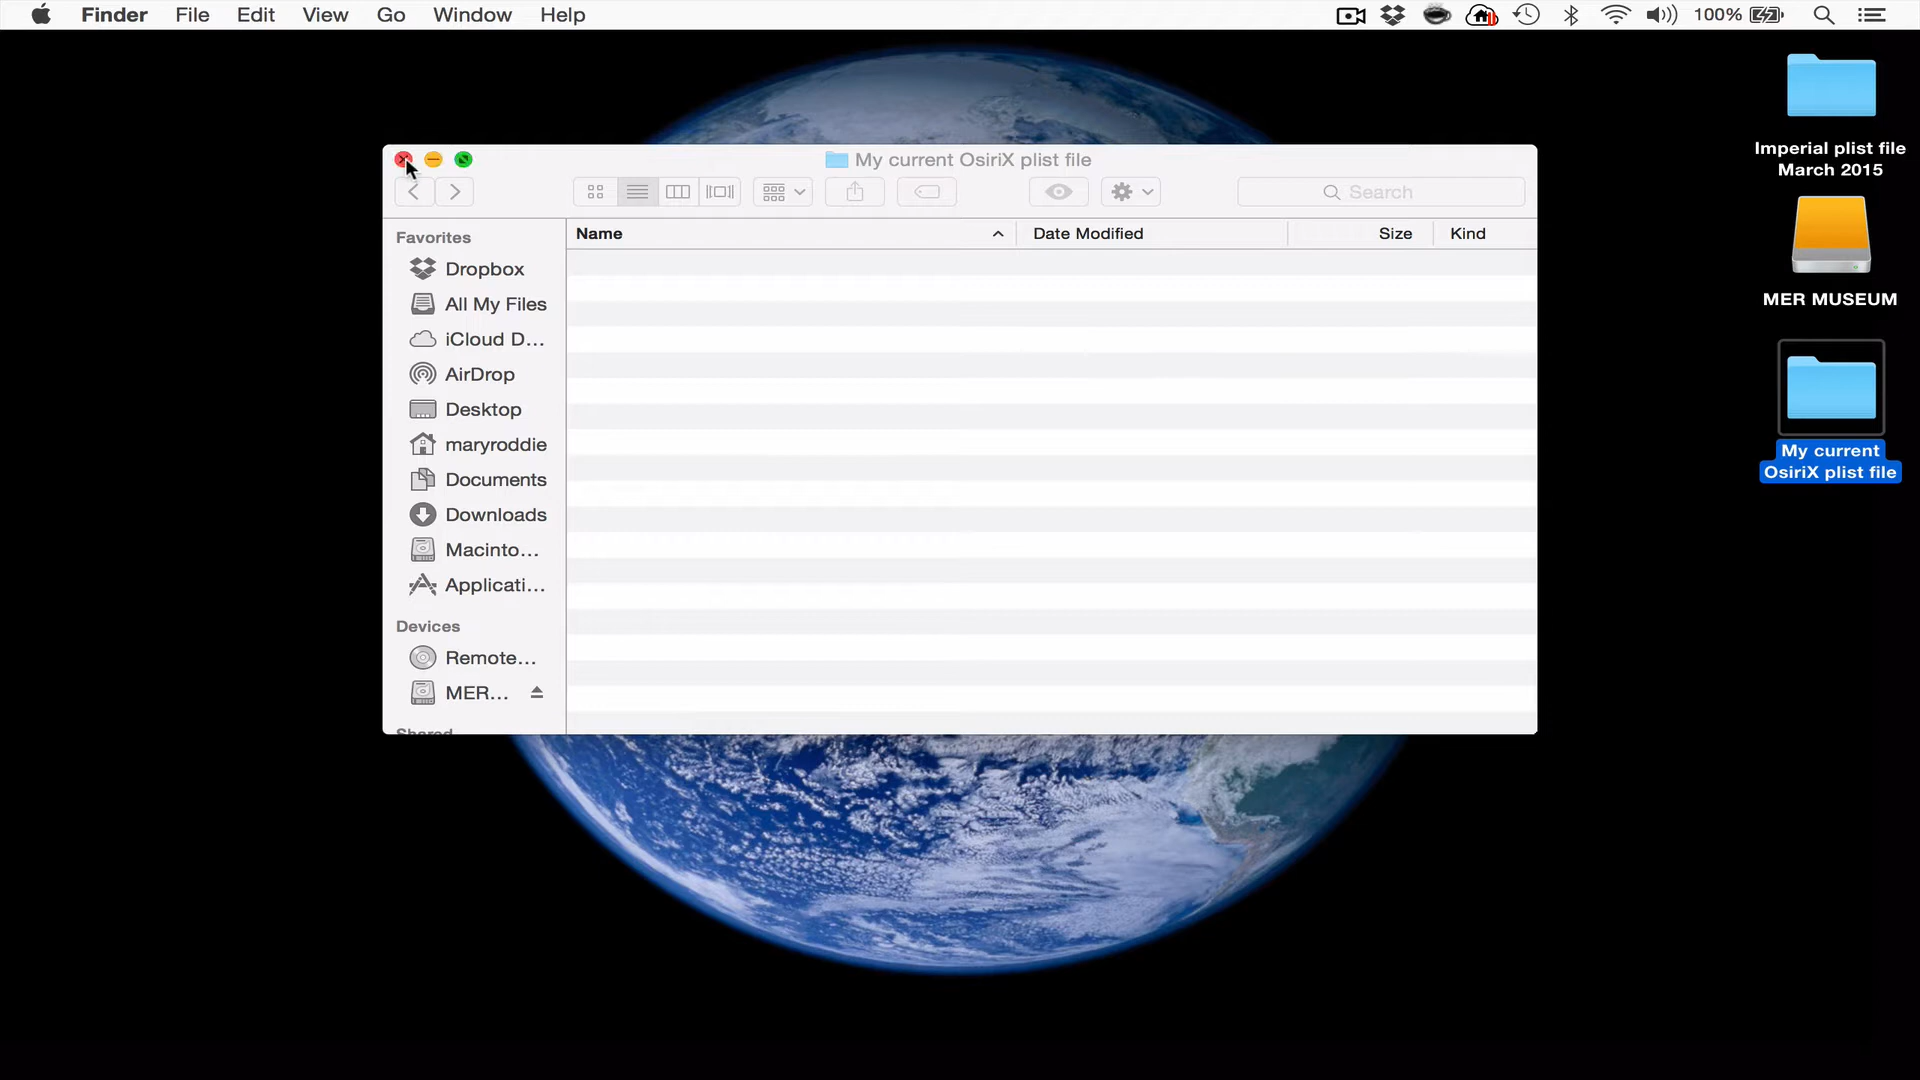 Finder File Edit View Go Window Help 100%
Imperial plist file
March 2015
MER MUSEUM
My current
OsiriX plist file
My current OsiriX plist file
Search
Name Date Modified Size Kind
Favorites
Dropbox
All My Files
iCloud D…
AirDrop
Desktop
maryroddie
Documents
Downloads
Macinto…
Applicati…
Devices
Remote…
MER…
Shared